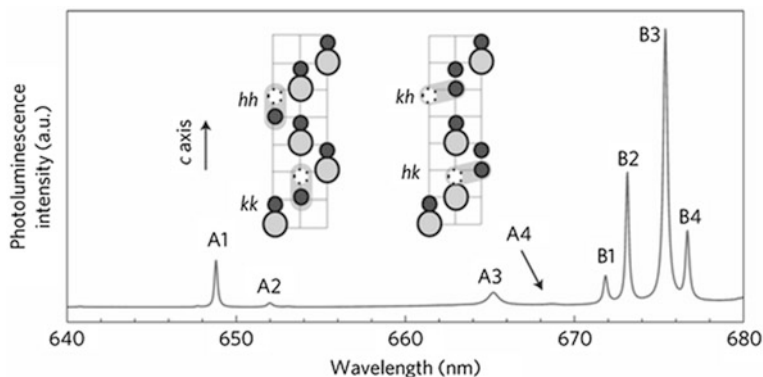 Photoluminescence
intensity (a.u.)
c axis
hh
kk
kh
hk
A1
A2
A3
A4
B1
B2
B3
B4
640
650
660
670
680
Wavelength (nm)